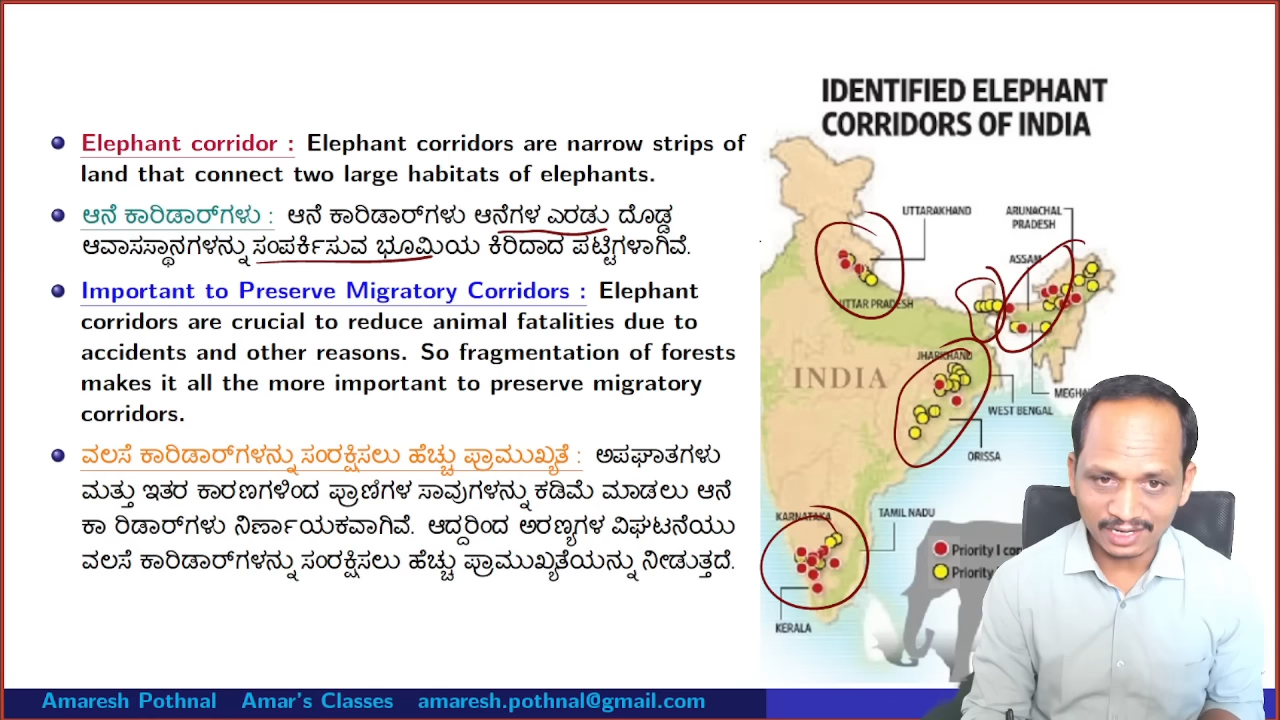 Elephant corridor : Elephant corridors are narrow strips of
land that connect two large habitats of elephants.
ಆನೆ ಕಾರಿಡಾರ್‌ಗಳು : ಆನೆ ಕಾರಿಡಾರ್‌ಗಳು ಆನೆಗಳ ಎರಡು ದೊಡ್ಡ
ಆವಾಸಸ್ಥಾನಗಳನ್ನು ಸಂಪರ್ಕಿಸುವ ಭೂಮಿಯ ಕಿರಿದಾದ ಪಟ್ಟಿಗಳಾಗಿವೆ.
Important to Preserve Migratory Corridors : Elephant
corridors are crucial to reduce animal fatalities due to
accidents and other reasons. So fragmentation of forests
makes it all the more important to preserve migratory
corridors.
ವಲಸೆ ಕಾರಿಡಾರ್‌ಗಳನ್ನು ಸಂರಕ್ಷಿಸಲು ಹೆಚ್ಚು ಪ್ರಾಮುಖ್ಯತೆ : ಅಪಘಾತಗಳು
ಮತ್ತು ಇತರ ಕಾರಣಗಳಿಂದ ಪ್ರಾಣಿಗಳ ಸಾವುಗಳನ್ನು ಕಡಿಮೆ ಮಾಡಲು ಆನೆ
ಕಾ ರಿಡಾರ್‌ಗಳು ನಿರ್ಣಾಯಕವಾಗಿವೆ. ಆದ್ದರಿಂದ ಅರಣ್ಯಗಳ ವಿಘಟನೆಯು
ವಲಸೆ ಕಾರಿಡಾರ್‌ಗಳನ್ನು ಸಂರಕ್ಷಿಸಲು ಹೆಚ್ಚು ಪ್ರಾಮುಖ್ಯತೆಯನ್ನು ನೀಡುತ್ತದೆ.
IDENTIFIED ELEPHANT
CORRIDORS OF INDIA
UTTARAKHAND
ARUNACHAL
PRADESH
ASSAM
UTTAR PRADESH
JHARKHAND
INDIA
MEGHA
WEST BENGAL
ORISSA
KARNATAKA
TAMIL NADU
Priority I
Priority
KERALA
Amaresh Pothnal Amar's Classes amaresh.pothnal@gmail.com